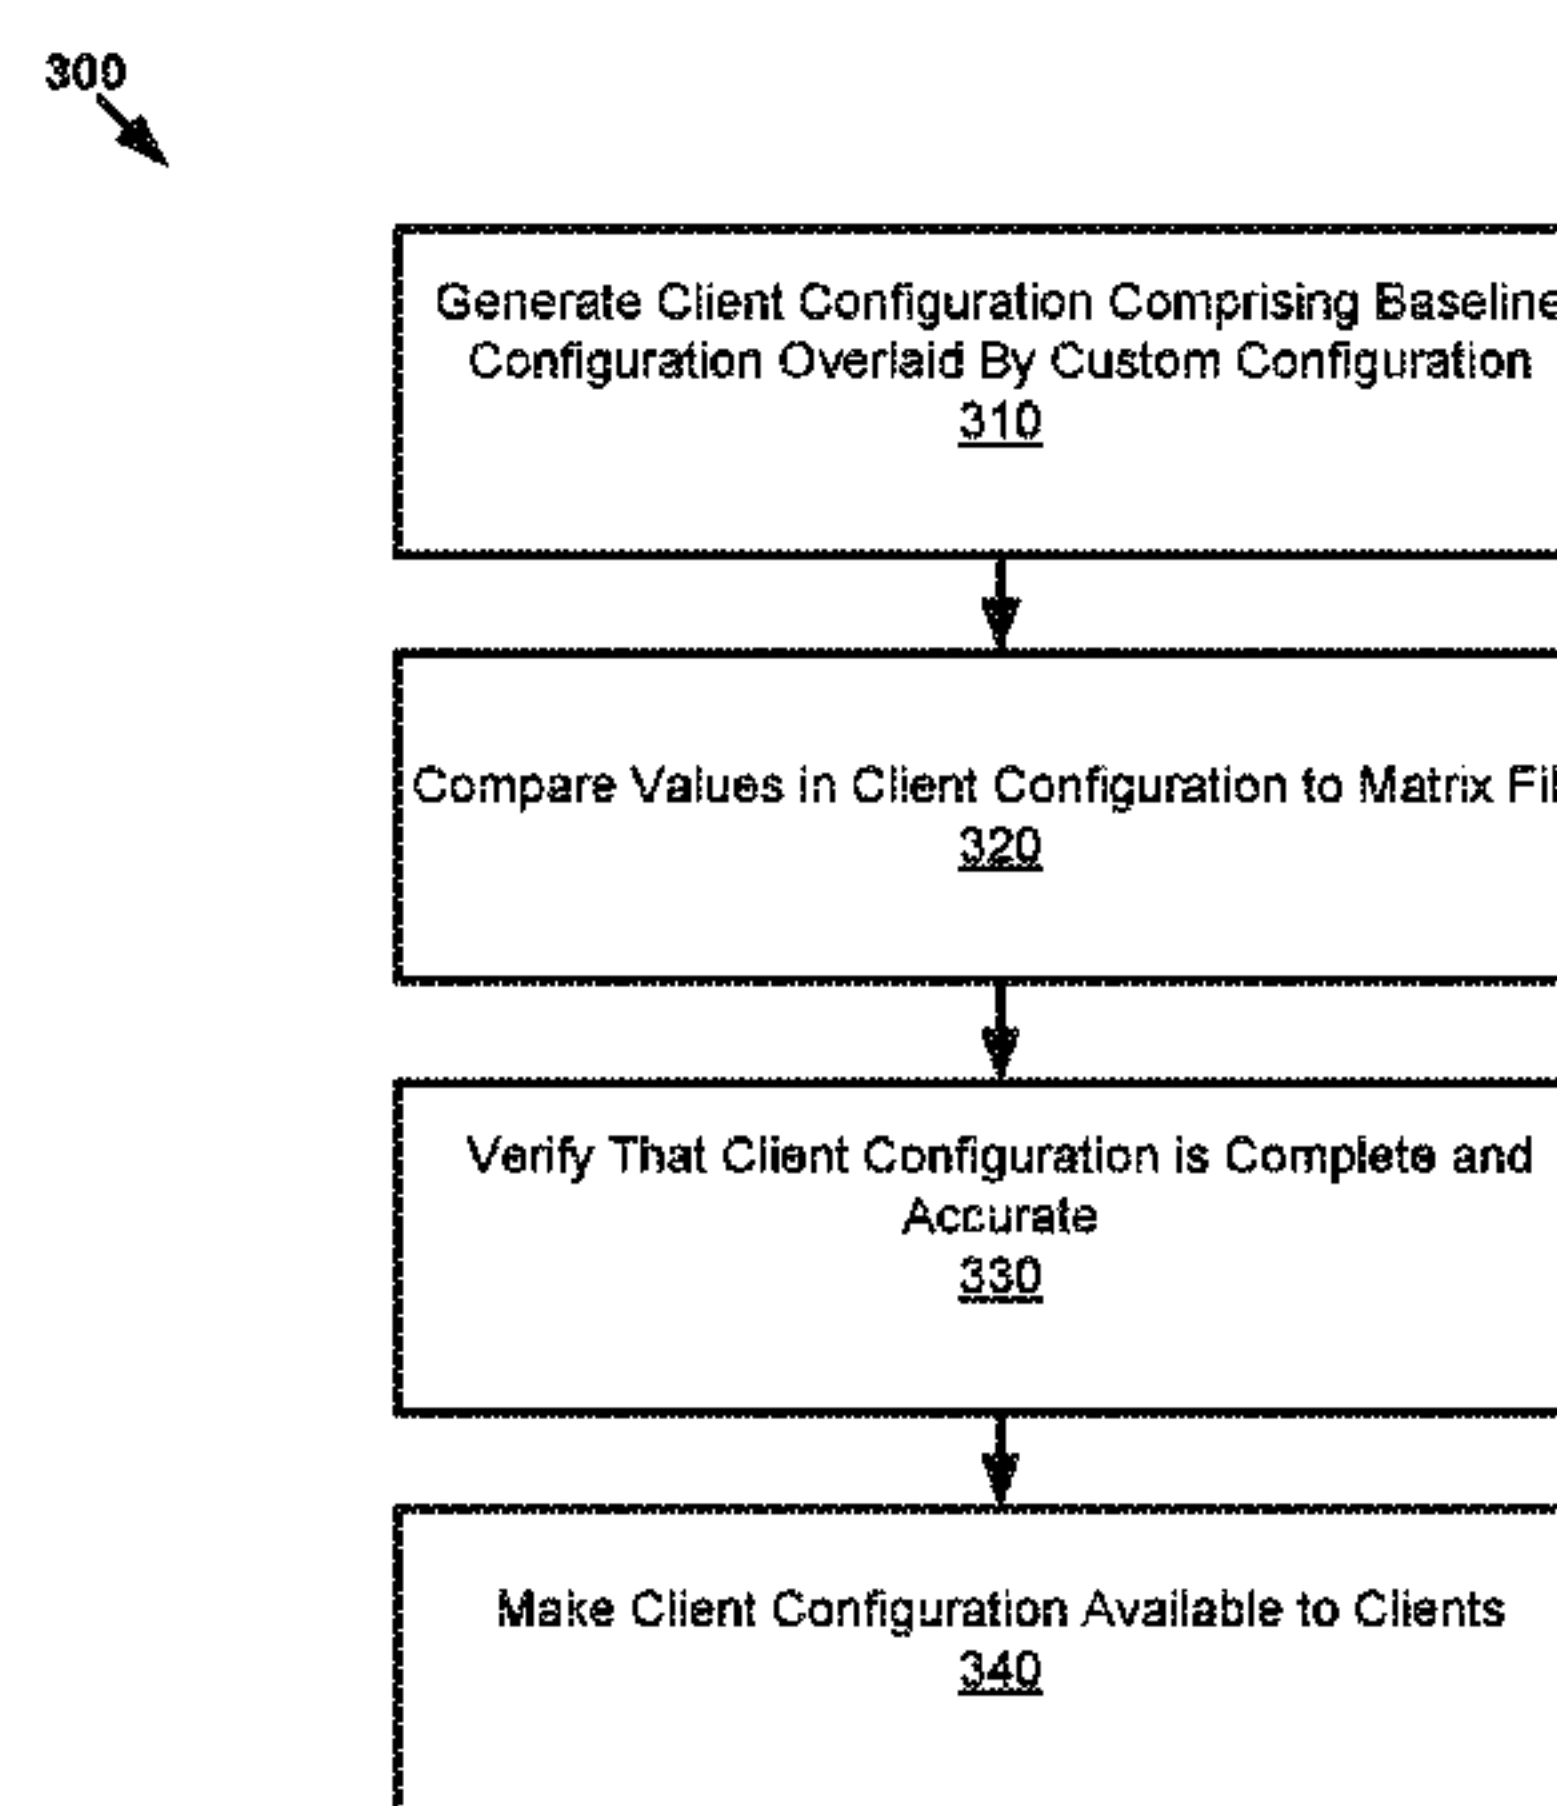 300
Generate Client Configuration Comprising Baseline
Configuration Overlaid By Custom Configuration
310
Compare Values in Client Configuration to Matrix
320
Verify That Client Configuration is Complete and
Accurate
330
Make Client Configuration Available to Clients
340